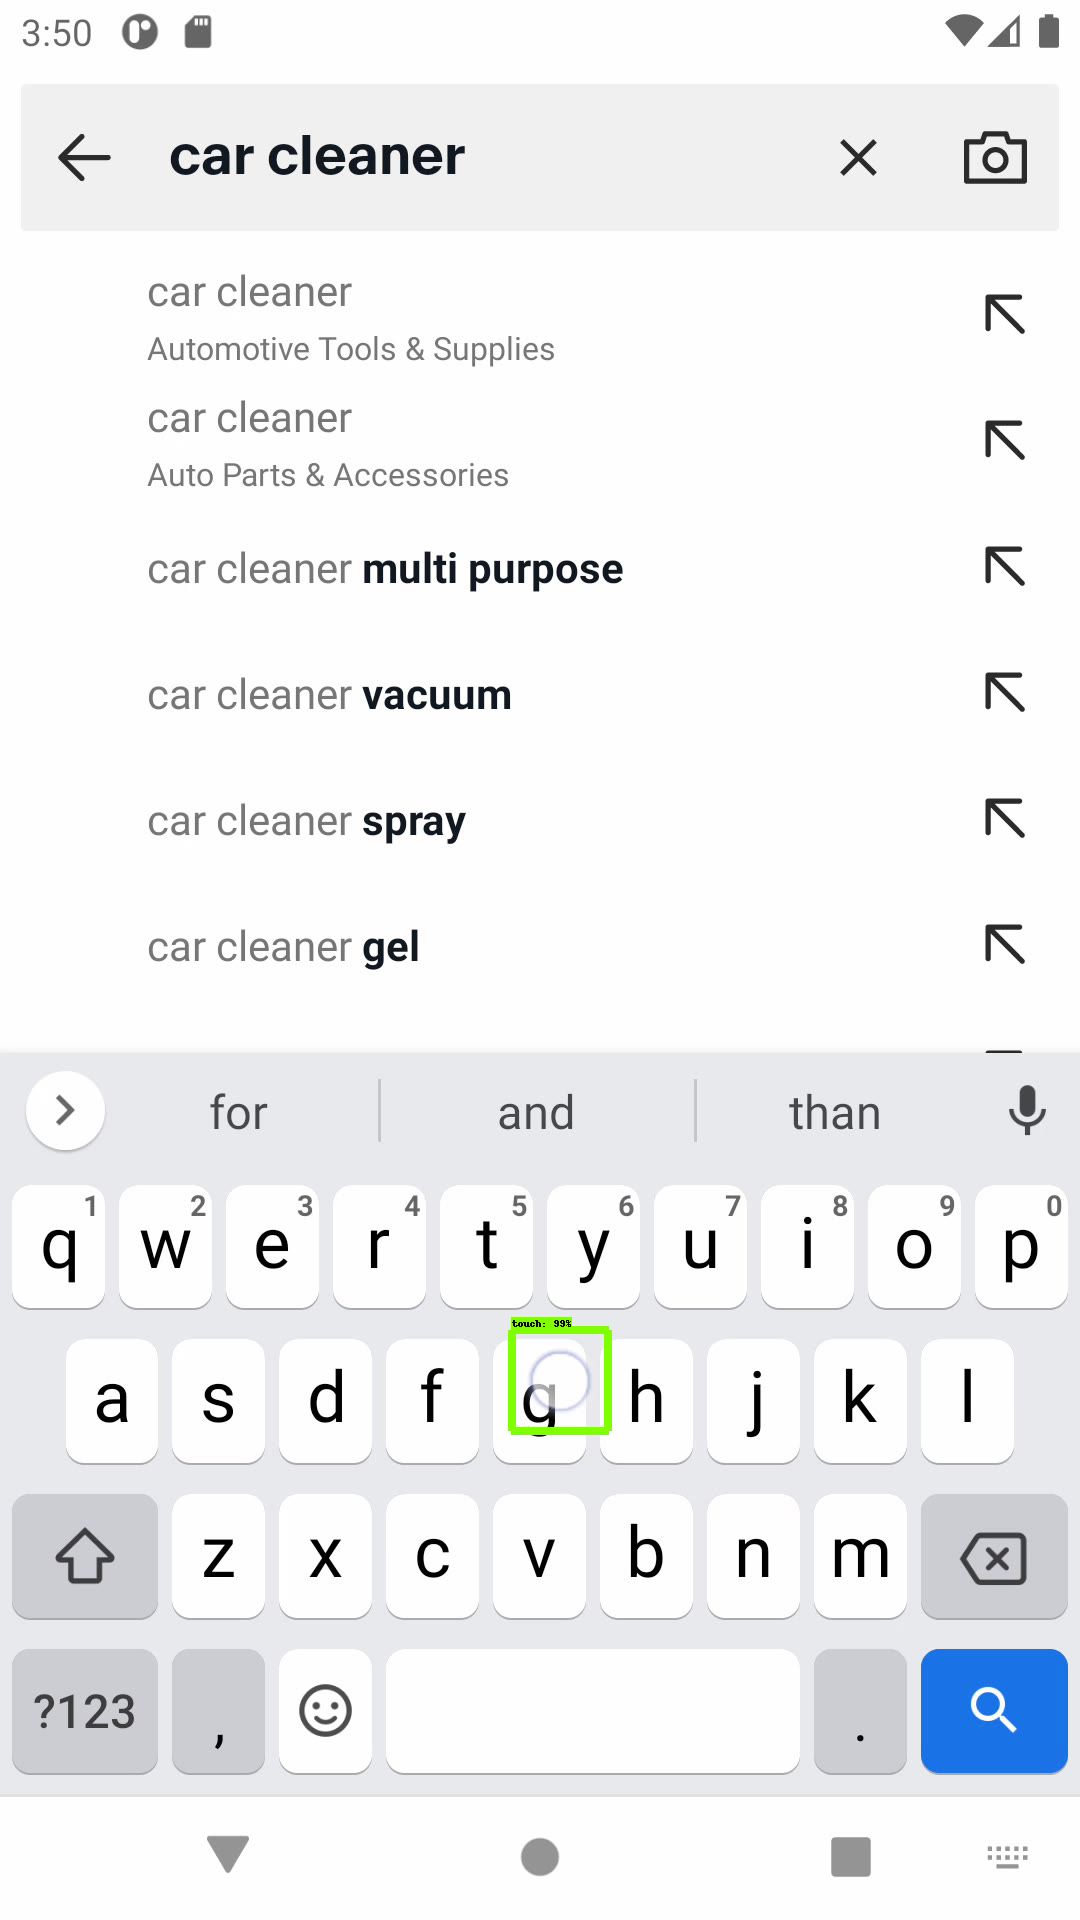 3:50
car cleaner
car cleaner
Automotive Tools & Supplies
car cleaner
Auto Parts & Accessories
car cleaner multi purpose
car cleaner vacuum
car cleaner spray
car cleaner gel
for and than
1 2 3 4 5 6 7 8 9 0
q w e r t y u i o p
touch: 99%
a s d f g h j k l
z x c v b n m
?123 , .